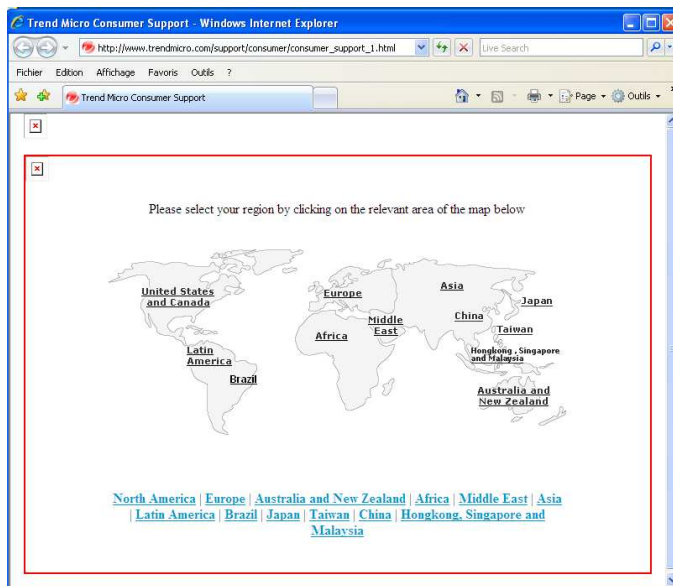 Trend Micro Consumer Support - Windows Internet Explorer
http://www.trendmicro.com/support/consumer/consumer_support_1.html
Live Search
Fichier Edition Affichage Favoris Outils ?
Trend Micro Consumer Support
Page
Outils
Please select your region by clicking on the relevant area of the map below
United States
and Canada
Europe
Asia
Japan
China
Middle
East
Taiwan
Africa
Latin
America
Hongkong , Singapore
and Malaysia
Brazil
Australia and
New Zealand
North America | Europe | Australia and New Zealand | Africa | Middle East | Asia
| Latin America | Brazil | Japan | Taiwan | China | Hongkong, Singapore and
Malaysia